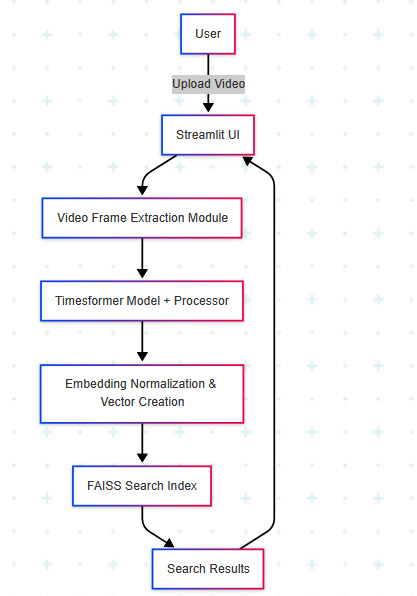 User
Upload Video
Streamlit UI
Video Frame Extraction Module
Timesformer Model + Processor
Embedding Normalization &
Vector Creation
FAISS Search Index
Search Results